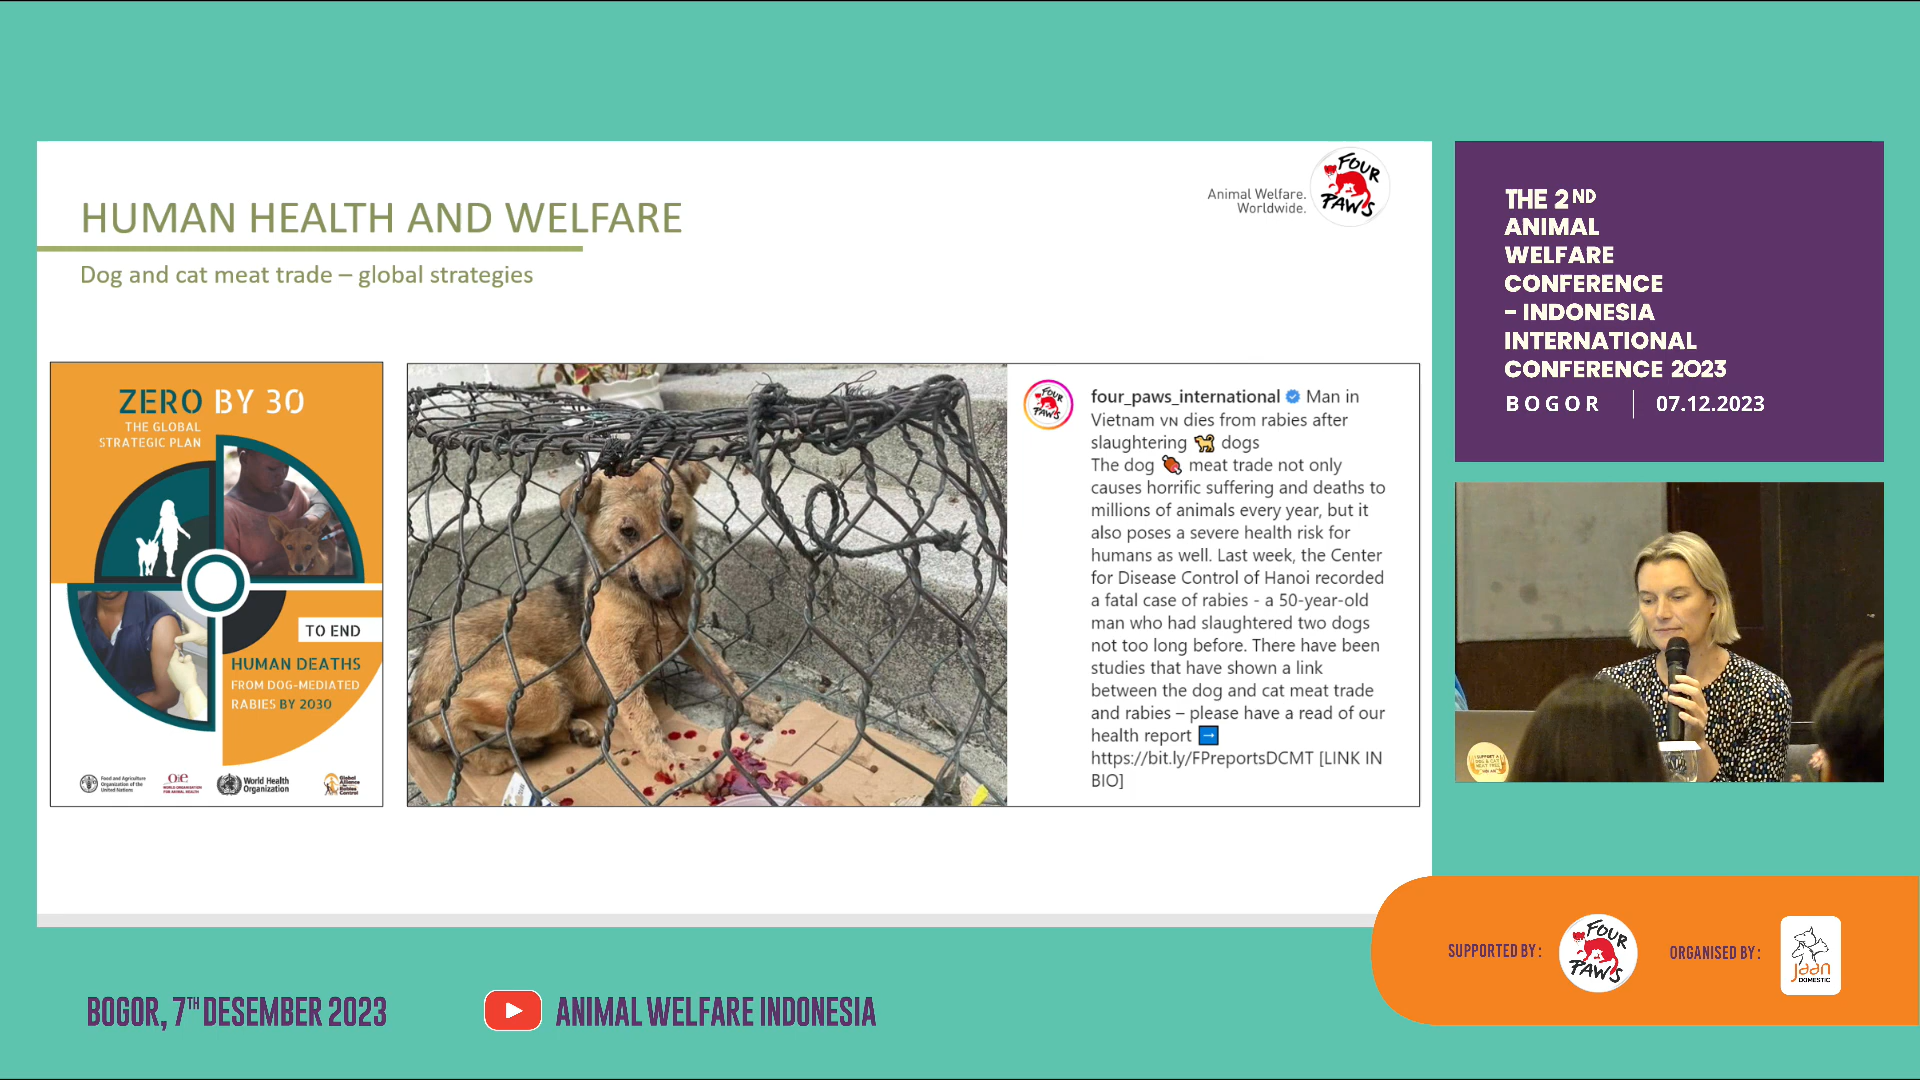 HUMAN HEALTH AND WELFARE
Dog and cat meat trade – global strategies
Animal Welfare.
Worldwide.
FOUR
PAWS
ZERO BY 30
THE GLOBAL
STRATEGIC PLAN
TO END
HUMAN DEATHS
FROM DOG-MEDIATED
RABIES BY 2030
Food and Agriculture
Organization of the
United Nations
OIE
WORLD ORGANISATION
FOR ANIMAL HEALTH
World Health
Organization
Global
Alliance
for
Rabies
Control
FOUR
PAWS
four_paws_international Man in
Vietnam VN dies from rabies after
slaughtering 🐕 dogs
The dog 🍖 meat trade not only
causes horrific suffering and deaths to
millions of animals every year, but it
also poses a severe health risk for
humans as well. Last week, the Center
for Disease Control of Hanoi recorded
a fatal case of rabies - a 50-year-old
man who had slaughtered two dogs
not too long before. There have been
studies that have shown a link
between the dog and cat meat trade
and rabies – please have a read of our
health report ➡
https://bit.ly/FPreportsDCMT [LINK IN
BIO]
THE 2ND
ANIMAL
WELFARE
CONFERENCE
- INDONESIA
INTERNATIONAL
CONFERENCE 2023
BOGOR | 07.12.2023
SUPPORTED BY :
FOUR
PAWS
ORGANISED BY :
jaan
DOMESTIC
BOGOR, 7TH DESEMBER 2023
ANIMAL WELFARE INDONESIA